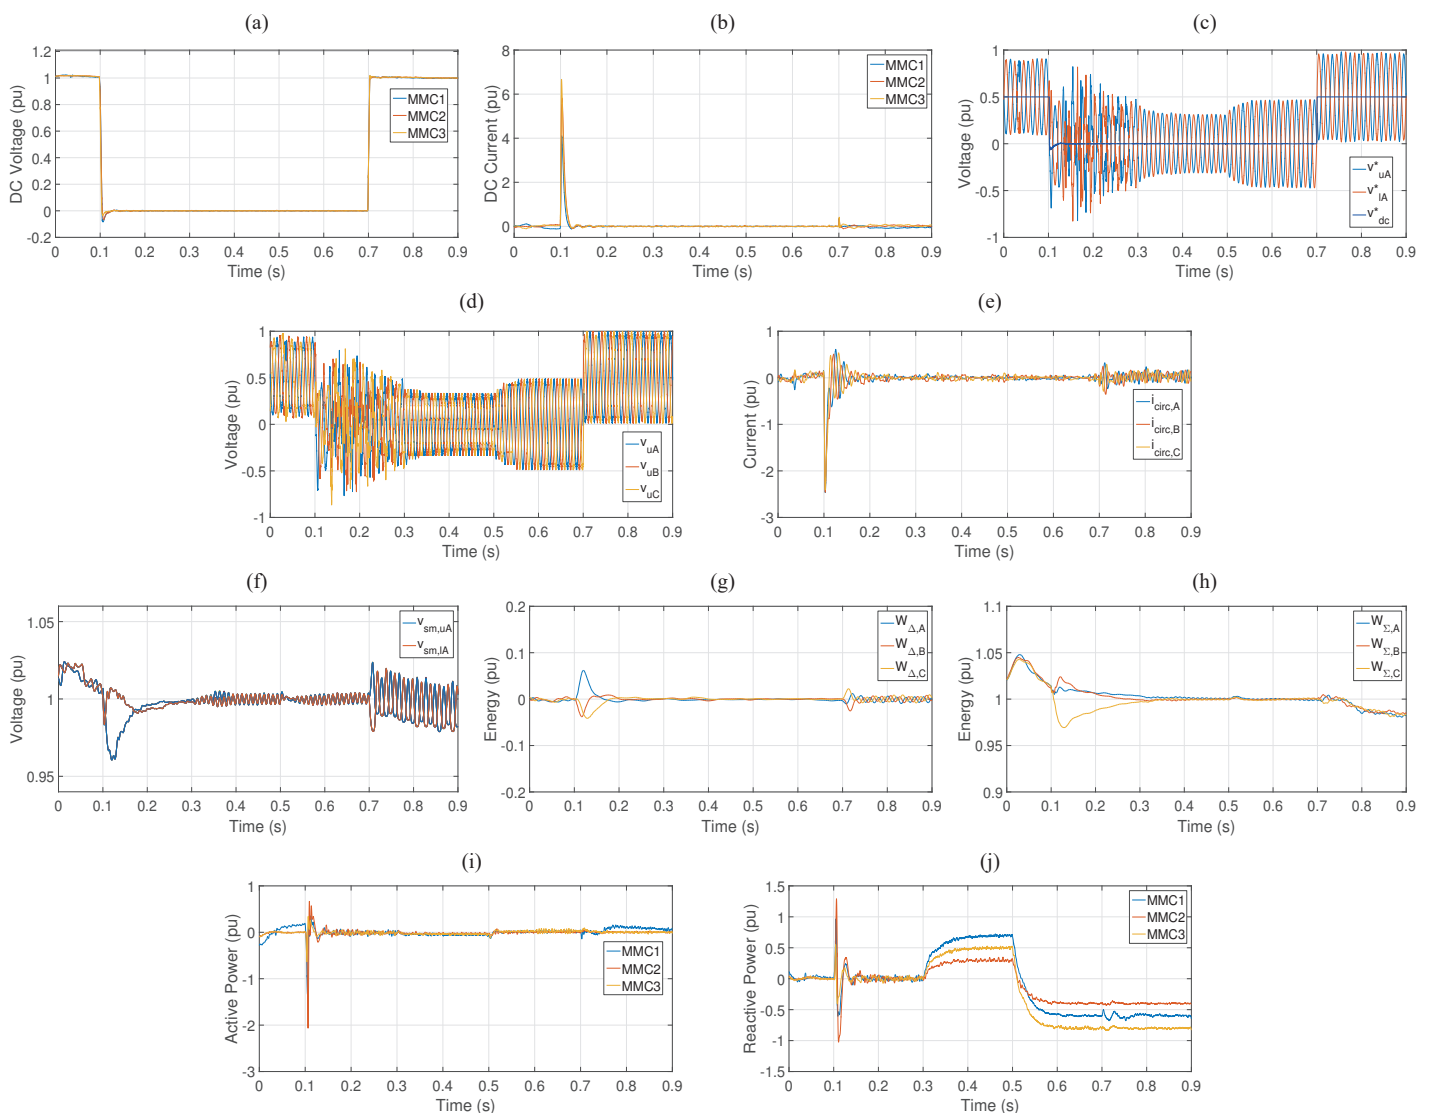 (a)
(b)
(c)
1.2
1
0.8
0.6
0.4
0.2
0
-0.2
DC Voltage (pu)
MMC1
MMC2
MMC3
0 0.1 0.2 0.3 0.4 0.5 0.6 0.7 0.8 0.9
Time (s)
8
6
4
2
0
DC Current (pu)
MMC1
MMC2
MMC3
0 0.1 0.2 0.3 0.4 0.5 0.6 0.7 0.8 0.9
Time (s)
1
0.5
0
-0.5
-1
Voltage (pu)
v*uA
v*lA
v*dc
0 0.1 0.2 0.3 0.4 0.5 0.6 0.7 0.8 0.9
Time (s)
(d)
(e)
1
0.5
0
-0.5
-1
Voltage (pu)
vuA
vuB
vuC
0 0.1 0.2 0.3 0.4 0.5 0.6 0.7 0.8 0.9
Time (s)
1
0
-1
-2
-3
Current (pu)
icirc,A
icirc,B
icirc,C
0 0.1 0.2 0.3 0.4 0.5 0.6 0.7 0.8 0.9
Time (s)
(f)
(g)
(h)
1.05
1
0.95
Voltage (pu)
vsm,uA
vsm,lA
0 0.1 0.2 0.3 0.4 0.5 0.6 0.7 0.8 0.9
Time (s)
0.2
0.1
0
-0.1
-0.2
Energy (pu)
WΔ,A
WΔ,B
WΔ,C
0 0.1 0.2 0.3 0.4 0.5 0.6 0.7 0.8 0.9
Time (s)
1.1
1.05
1
0.95
0.9
Energy (pu)
WΣ,A
WΣ,B
WΣ,C
0 0.1 0.2 0.3 0.4 0.5 0.6 0.7 0.8 0.9
Time (s)
(i)
(j)
1
0
-1
-2
-3
Active Power (pu)
MMC1
MMC2
MMC3
0 0.1 0.2 0.3 0.4 0.5 0.6 0.7 0.8 0.9
Time (s)
1.5
1
0.5
0
-0.5
-1
-1.5
Reactive Power (pu)
MMC1
MMC2
MMC3
0 0.1 0.2 0.3 0.4 0.5 0.6 0.7 0.8 0.9
Time (s)